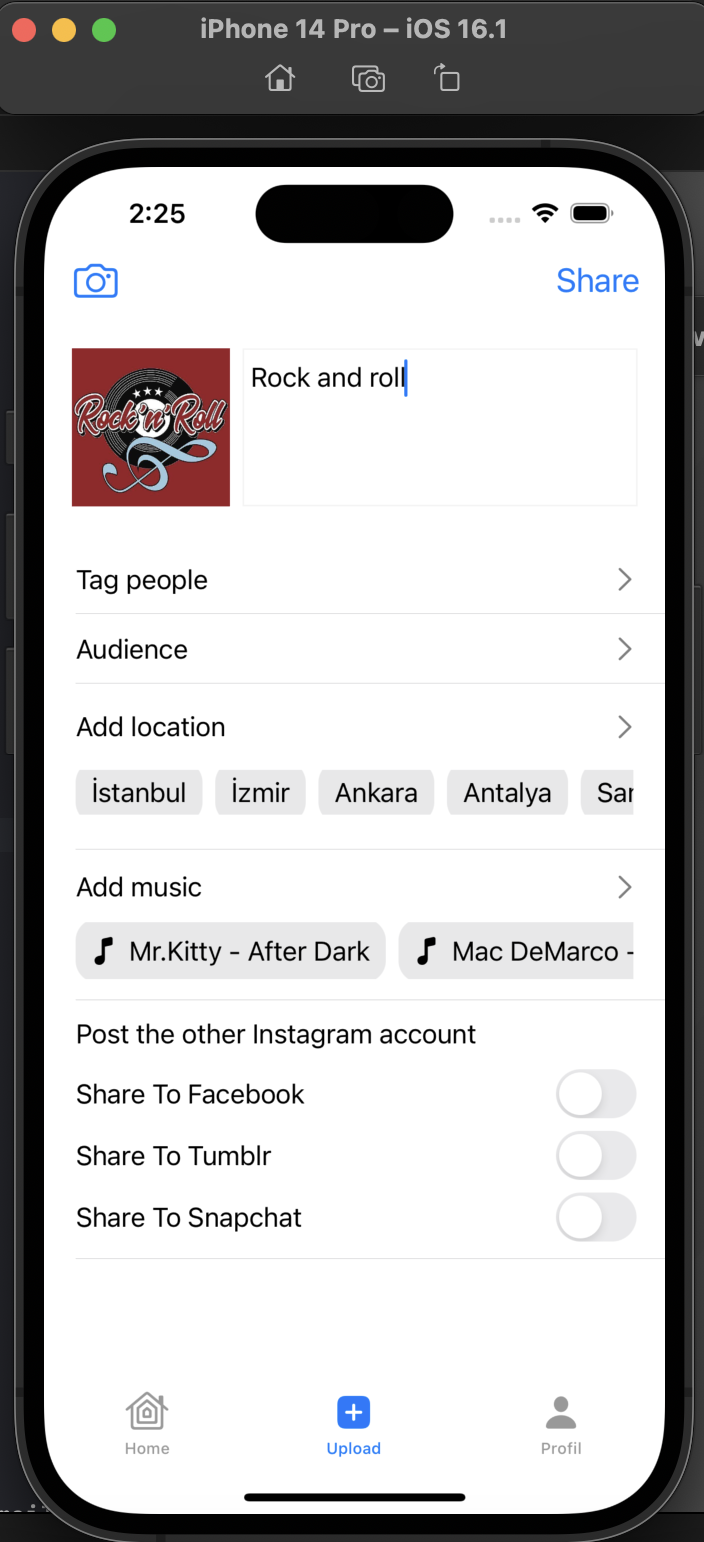 iPhone 14 Pro – iOS 16.1
2:25
Share
Rock'n'Roll
Rock and roll
Tag people
Audience
Add location
İstanbul İzmir Ankara Antalya
Add music
Mr.Kitty - After Dark Mac DeMarco -
Post the other Instagram account
Share To Facebook
Share To Tumblr
Share To Snapchat
Home Upload Profil